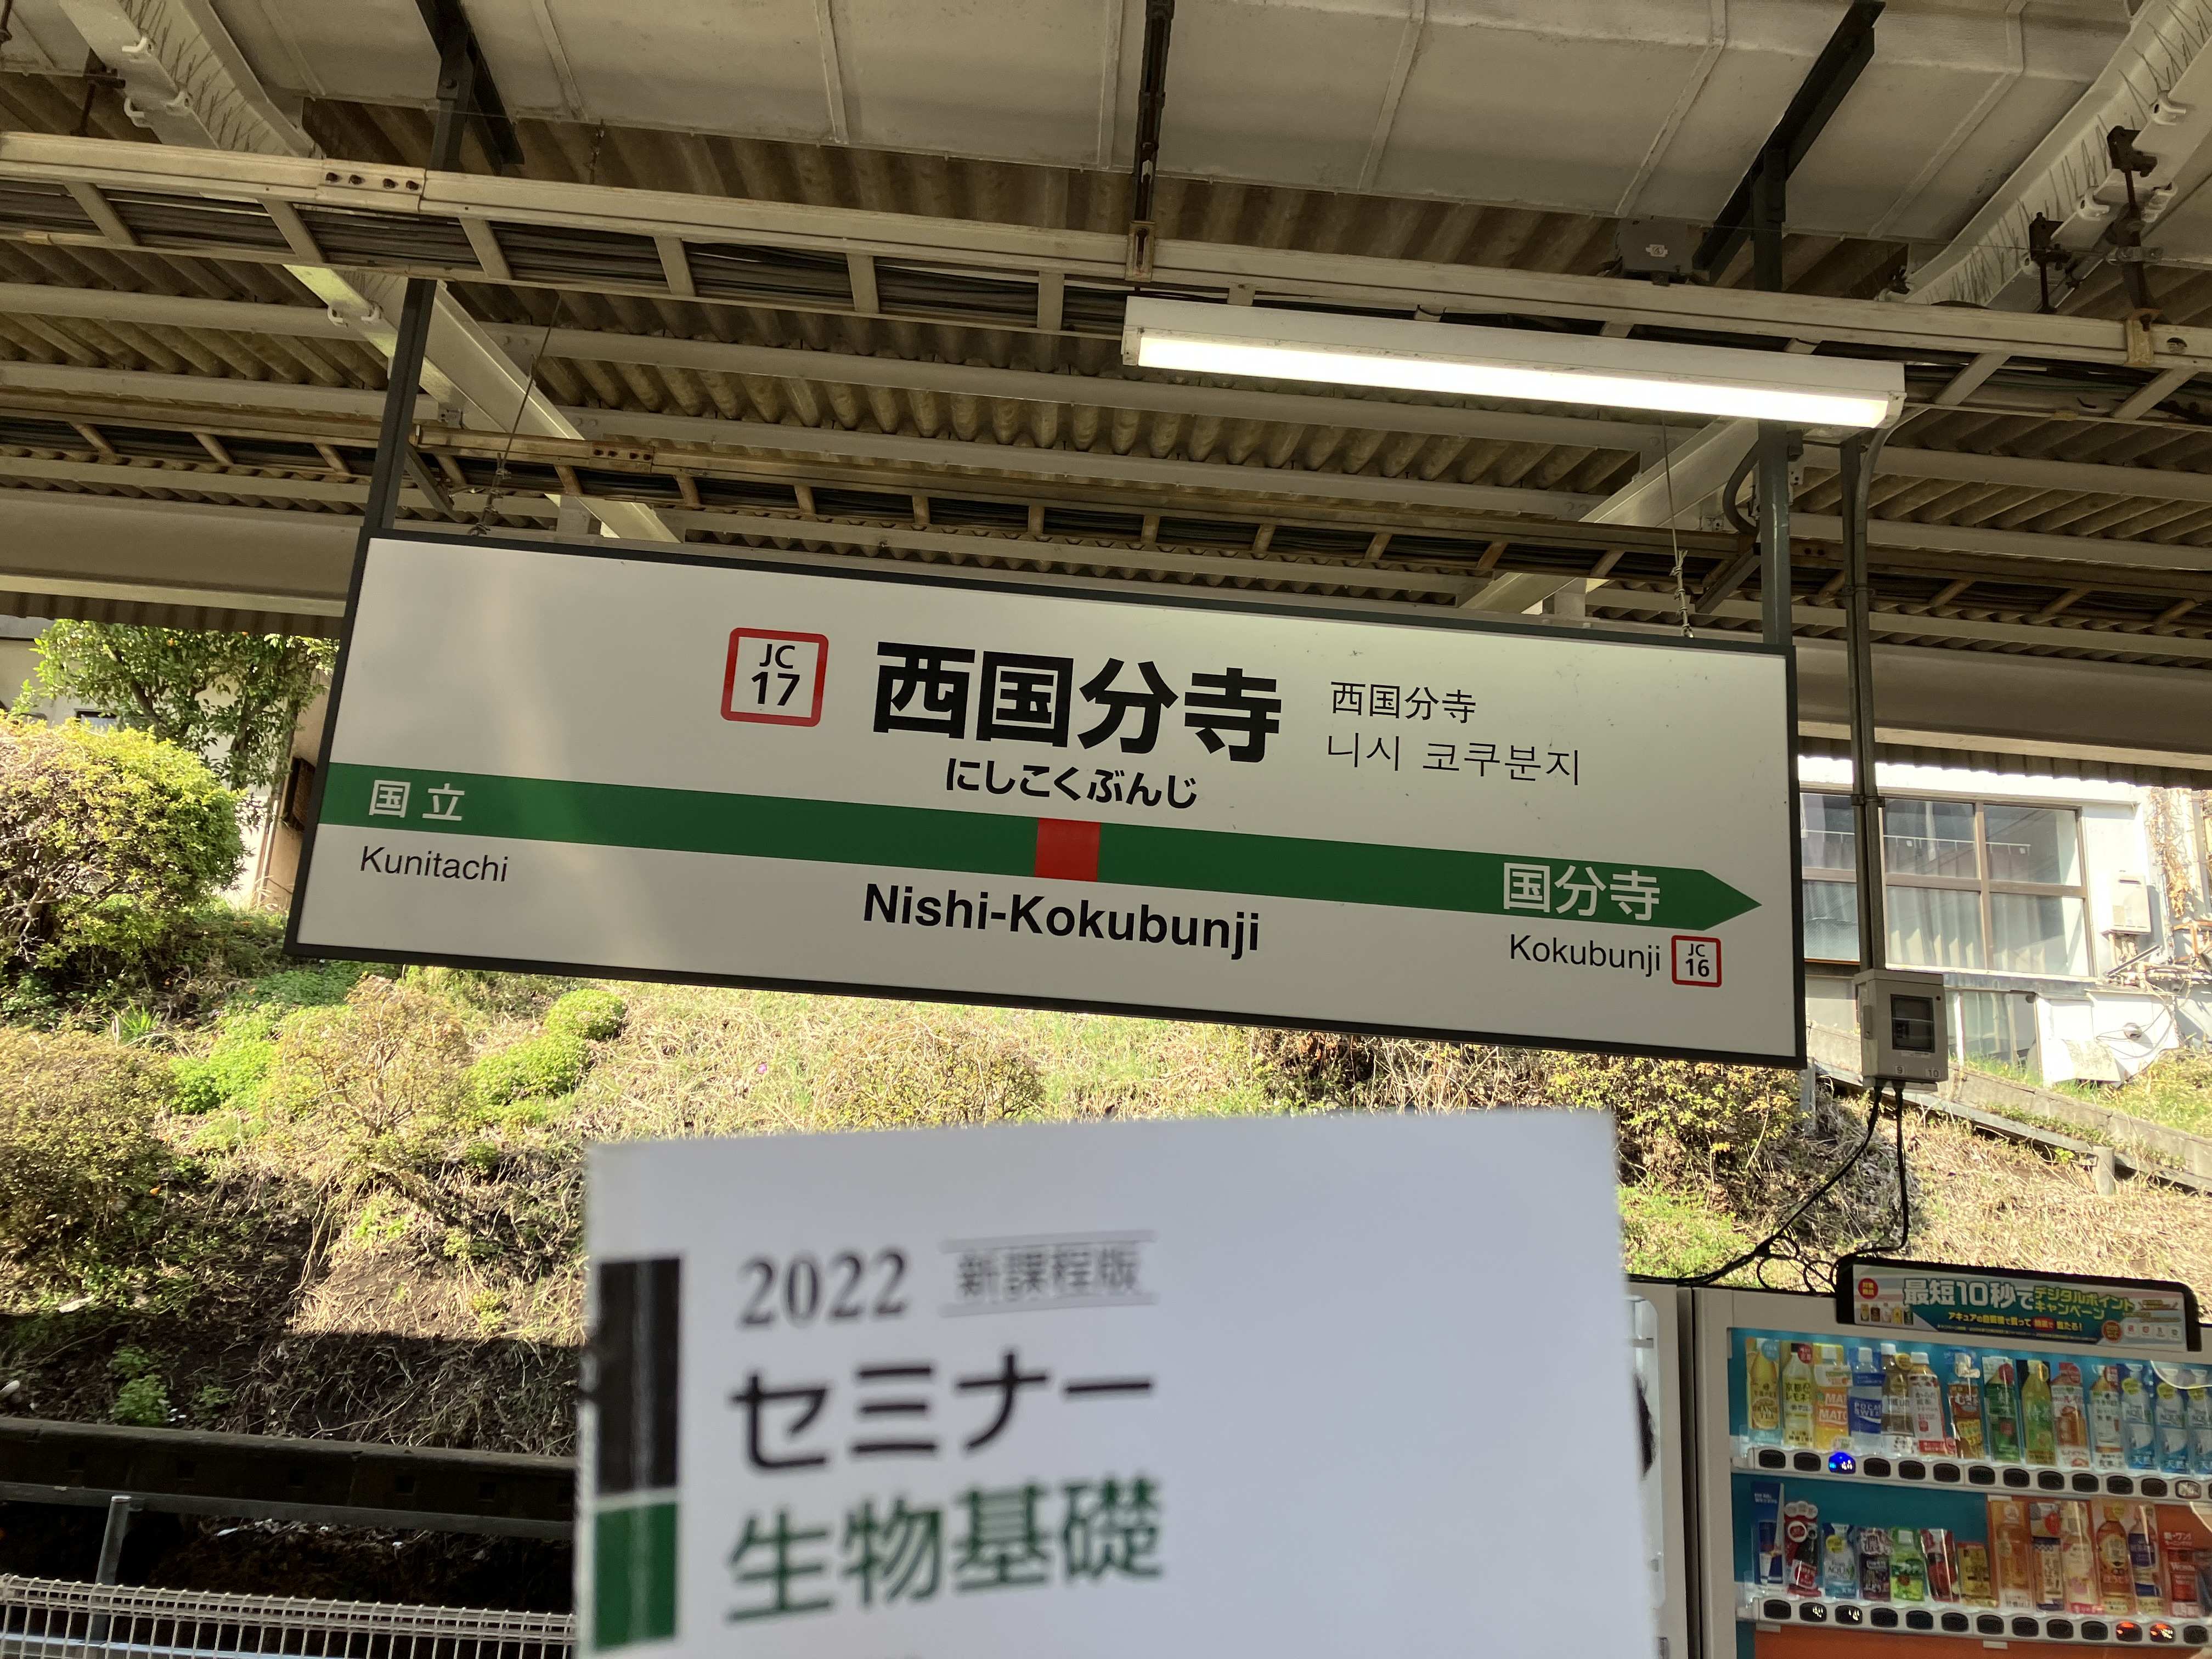 JC
17
西国分寺
西国分寺
니시 코쿠분지
にしこくぶんじ
国立
国分寺
Kunitachi
Nishi-Kokubunji
Kokubunji
JC
16
2022 新課程版
セミナー
生物基礎
最短10秒で
デジタルポイント
キャンペーン
9 10